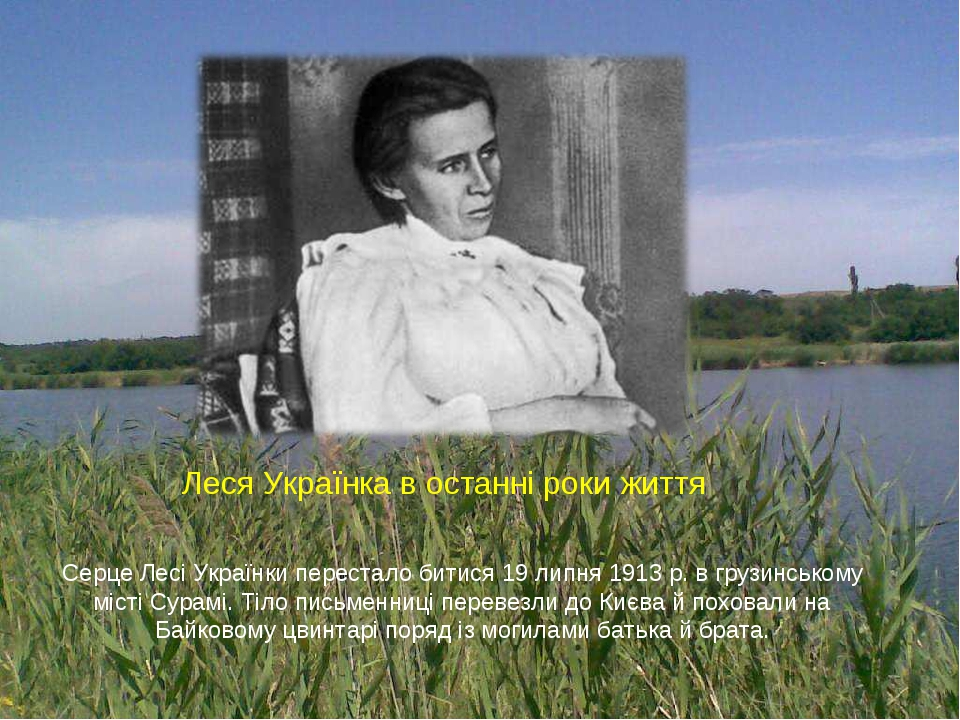 Леся Українка в останні роки життя
Серце Лесі Українки перестало битися 19 липня 1913 р. в грузинському
місті Сурамі. Тіло письменниці перевезли до Києва й поховали на
Байковому цвинтарі поряд із могилами батька й брата.